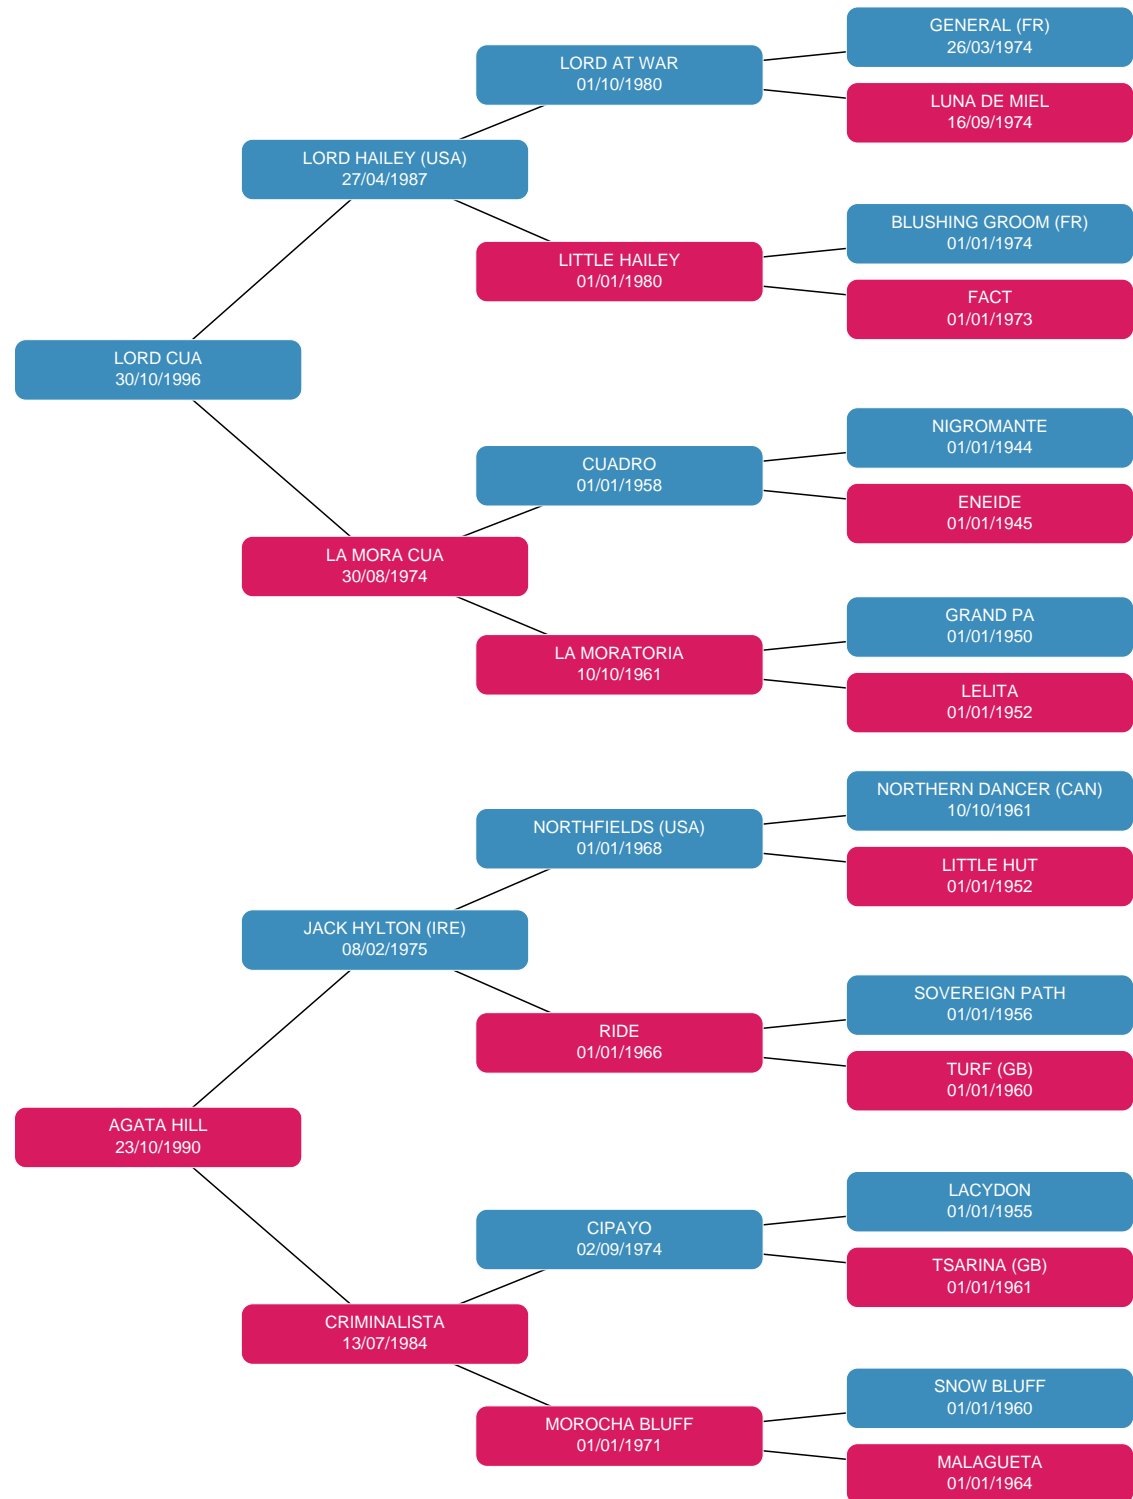 GENERAL (FR)
26/03/1974
LORD AT WAR
01/10/1980
LUNA DE MIEL
16/09/1974
LORD HAILEY (USA)
27/04/1987
BLUSHING GROOM (FR)
01/01/1974
LITTLE HAILEY
01/01/1980
FACT
01/01/1973
LORD CUA
30/10/1996
NIGROMANTE
01/01/1944
CUADRO
01/01/1958
ENEIDE
01/01/1945
LA MORA CUA
30/08/1974
GRAND PA
01/01/1950
LA MORATORIA
10/10/1961
LELITA
01/01/1952
NORTHERN DANCER (CAN)
10/10/1961
NORTHFIELDS (USA)
01/01/1968
LITTLE HUT
01/01/1952
JACK HYLTON (IRE)
08/02/1975
SOVEREIGN PATH
01/01/1956
RIDE
01/01/1966
TURF (GB)
01/01/1960
AGATA HILL
23/10/1990
LACYDON
01/01/1955
CIPAYO
02/09/1974
TSARINA (GB)
01/01/1961
CRIMINALISTA
13/07/1984
SNOW BLUFF
01/01/1960
MOROCHA BLUFF
01/01/1971
MALAGUETA
01/01/1964